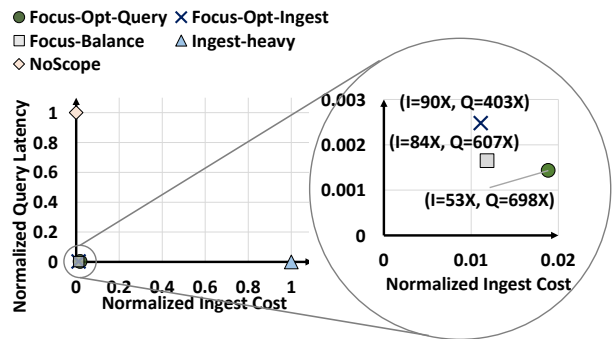 Focus-Opt-Query Focus-Opt-Ingest
Focus-Balance Ingest-heavy
NoScope
Normalized Query Latency
1
0.8
0.6
0.4
0.2
0
0 0.2 0.4 0.6 0.8 1
Normalized Ingest Cost
0.003
0.002
0.001
0
(I=90X, Q=403X)
(I=84X, Q=607X)
(I=53X, Q=698X)
0 0.01 0.02
Normalized Ingest Cost